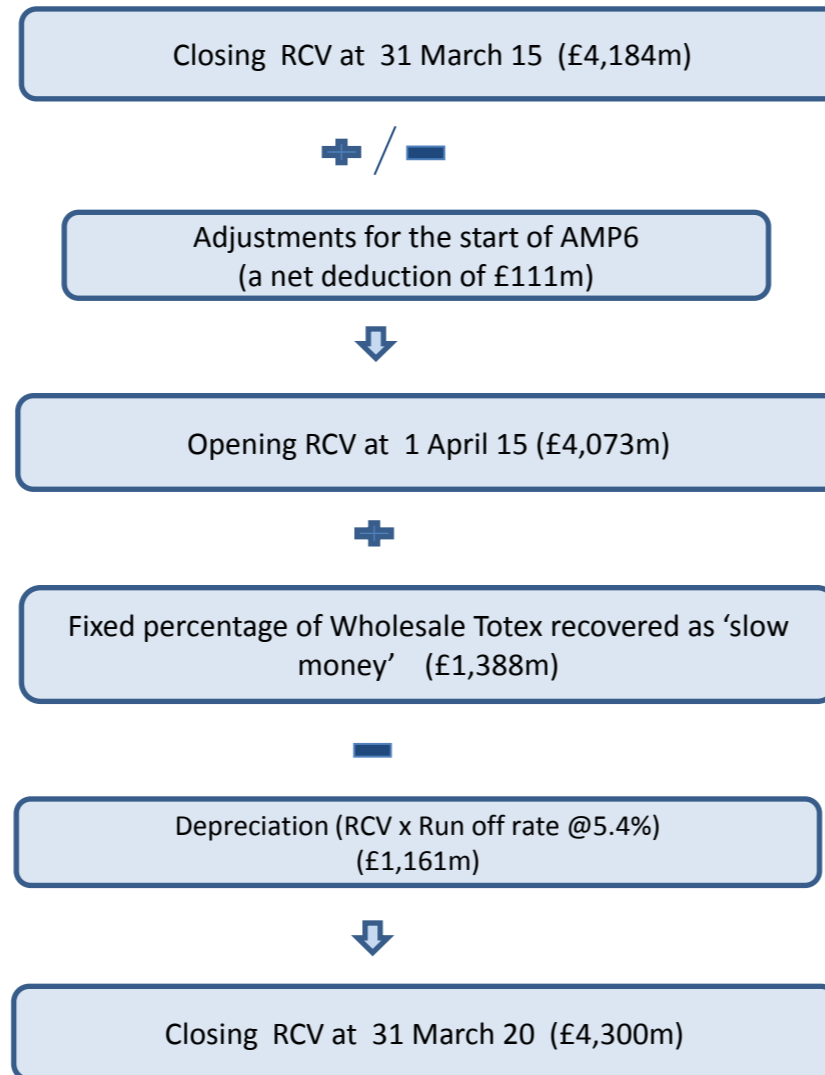 Closing RCV at 31 March 15 (£4,184m)
Adjustments for the start of AMP6
(a net deduction of £111m)
Opening RCV at 1 April 15 (£4,073m)
Fixed percentage of Wholesale Totex recovered as ‘slow
money’ (£1,388m)
Depreciation (RCV x Run off rate @5.4%)
(£1,161m)
Closing RCV at 31 March 20 (£4,300m)